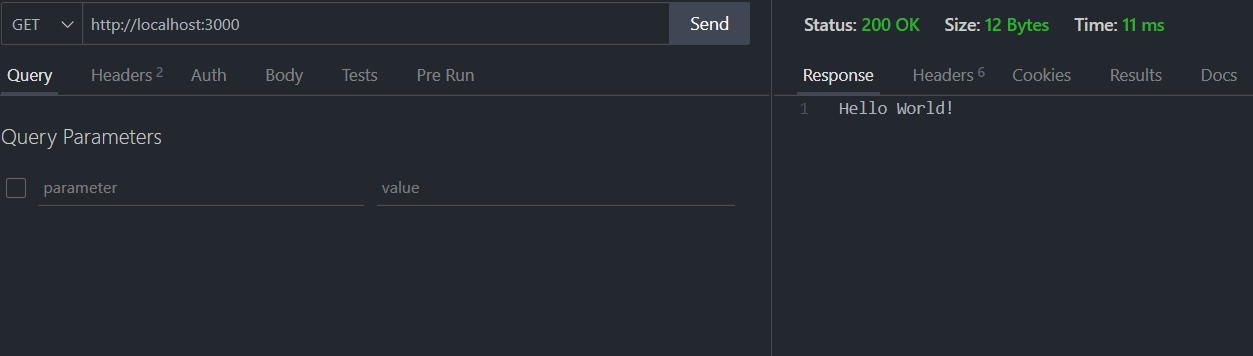 GET http://localhost:3000 Send
Query Headers 2 Auth Body Tests Pre Run
Query Parameters
parameter value
Status: 200 OK Size: 12 Bytes Time: 11 ms
Response Headers 6 Cookies Results Docs
1 Hello World!